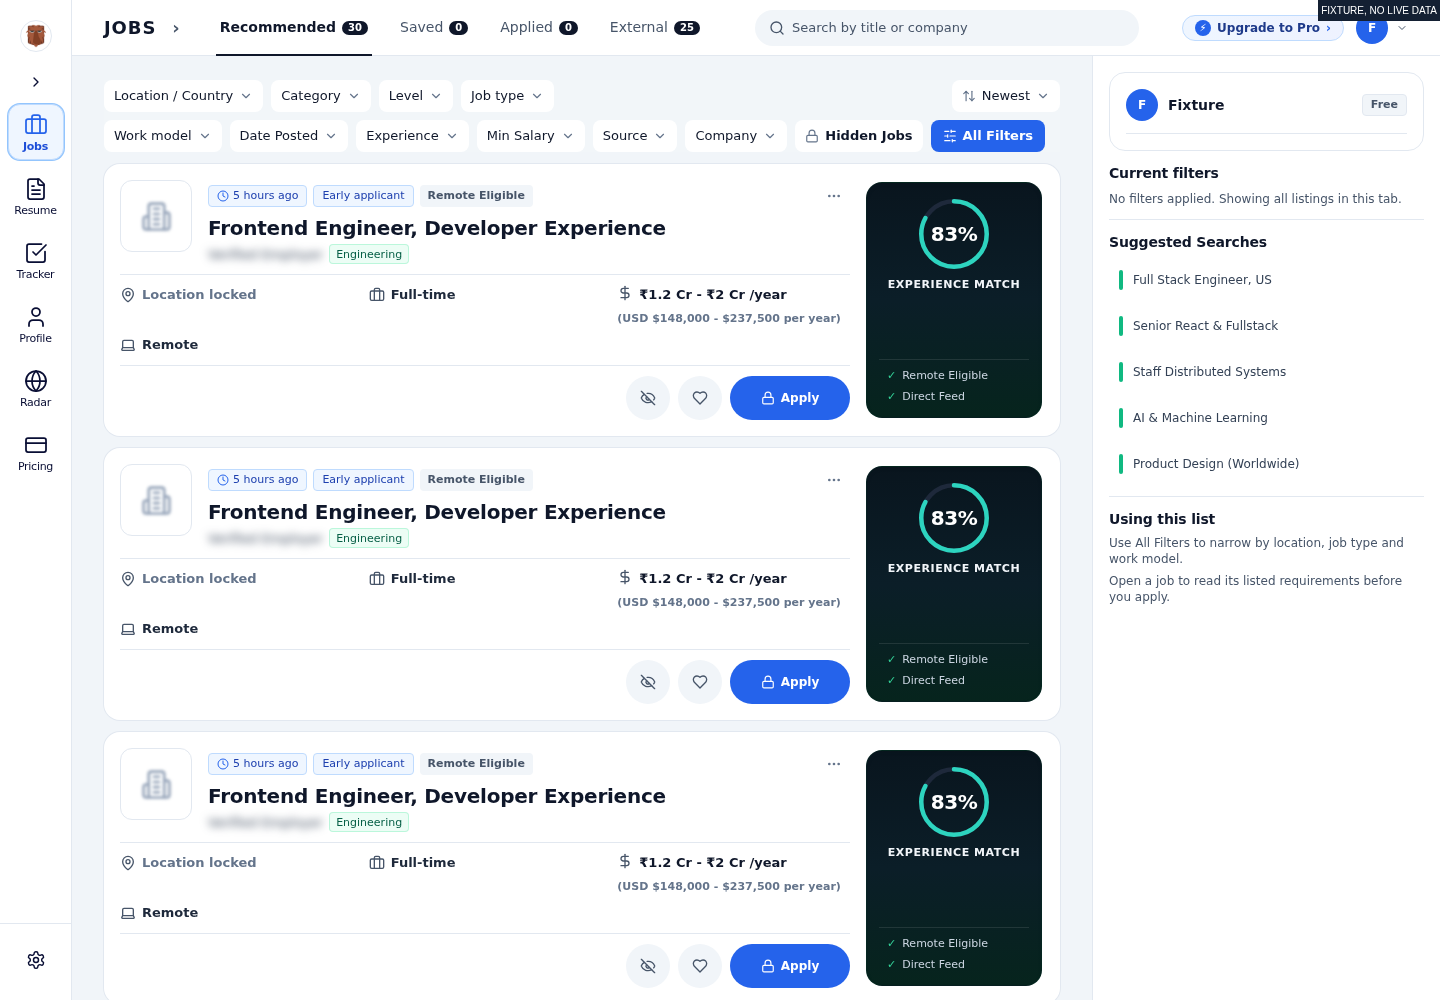 FIXTURE, NO LIVE DATA
JOBS
Recommended 30
Saved 0
Applied 0
External 25
Search by title or company
Upgrade to Pro ›
F
Jobs
Resume
Tracker
Profile
Radar
Pricing
Location / Country
Category
Level
Job type
Newest
Work model
Date Posted
Experience
Min Salary
Source
Company
Hidden Jobs
All Filters
5 hours ago
Early applicant
Remote Eligible
...
Frontend Engineer, Developer Experience
Engineering
Location locked
Full-time
$ ₹1.2 Cr - ₹2 Cr /year
(USD $148,000 - $237,500 per year)
Remote
Apply
83%
EXPERIENCE MATCH
✓ Remote Eligible
✓ Direct Feed
5 hours ago
Early applicant
Remote Eligible
...
Frontend Engineer, Developer Experience
Engineering
Location locked
Full-time
$ ₹1.2 Cr - ₹2 Cr /year
(USD $148,000 - $237,500 per year)
Remote
Apply
83%
EXPERIENCE MATCH
✓ Remote Eligible
✓ Direct Feed
5 hours ago
Early applicant
Remote Eligible
...
Frontend Engineer, Developer Experience
Engineering
Location locked
Full-time
$ ₹1.2 Cr - ₹2 Cr /year
(USD $148,000 - $237,500 per year)
Remote
Apply
83%
EXPERIENCE MATCH
✓ Remote Eligible
✓ Direct Feed
F
Fixture
Free
Current filters
No filters applied. Showing all listings in this tab.
Suggested Searches
Full Stack Engineer, US
Senior React & Fullstack
Staff Distributed Systems
AI & Machine Learning
Product Design (Worldwide)
Using this list
Use All Filters to narrow by location, job type and
work model.
Open a job to read its listed requirements before
you apply.